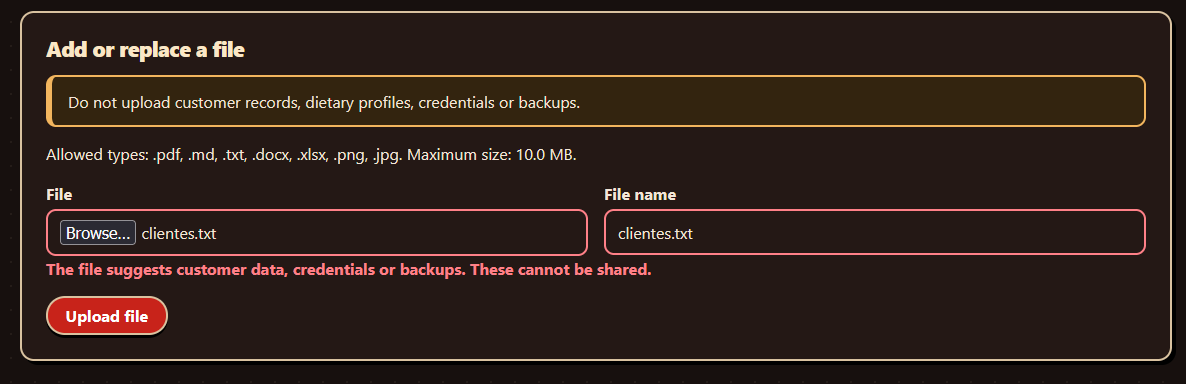 Add or replace a file
Do not upload customer records, dietary profiles, credentials or backups.
Allowed types: .pdf, .md, .txt, .docx, .xlsx, .png, .jpg. Maximum size: 10.0 MB.
File
File name
Browse... clientes.txt
clientes.txt
The file suggests customer data, credentials or backups. These cannot be shared.
Upload file